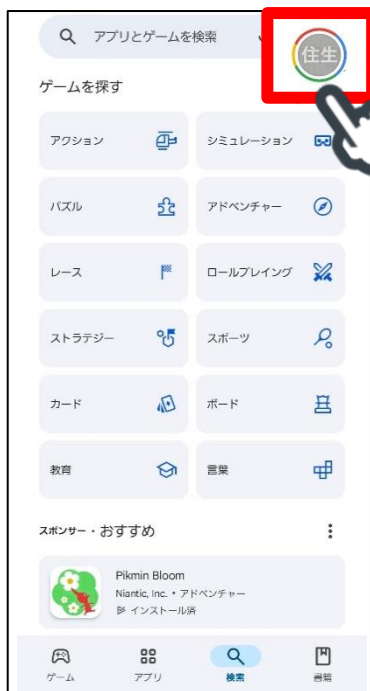 アプリとゲームを検索
住生
ゲームを探す
アクション
シミュレーション
パズル
アドベンチャー
レース
ロールプレイング
ストラテジー
スポーツ
カード
ボード
教育
言葉
スポンサー・おすすめ
Pikmin Bloom
Niantic, Inc. • アドベンチャー
インストール済
ゲーム
アプリ
検索
書籍